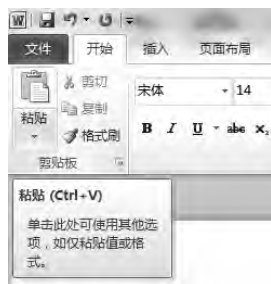 文件 开始 插入 页面布局
剪切
复制
格式刷
粘贴
剪贴板
宋体 14
B I U abc x,
粘贴 (Ctrl+V)
单击此处可使用其他选
项，如仅粘贴值或格
式。